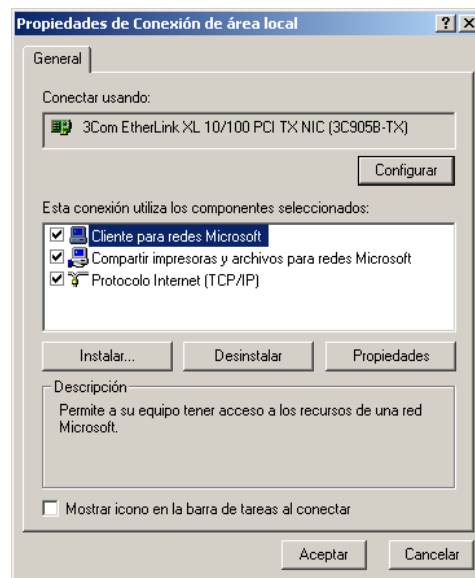 Propiedades de Conexión de área local
General
Conectar usando:
3Com EtherLink XL 10/100 PCI TX NIC (3C905B-TX)
Configurar
Esta conexión utiliza los componentes seleccionados:
Cliente para redes Microsoft
Compartir impresoras y archivos para redes Microsoft
Protocolo Internet (TCP/IP)
Instalar... Desinstalar Propiedades
Descripción
Permite a su equipo tener acceso a los recursos de una red
Microsoft.
Mostrar icono en la barra de tareas al conectar
Aceptar Cancelar